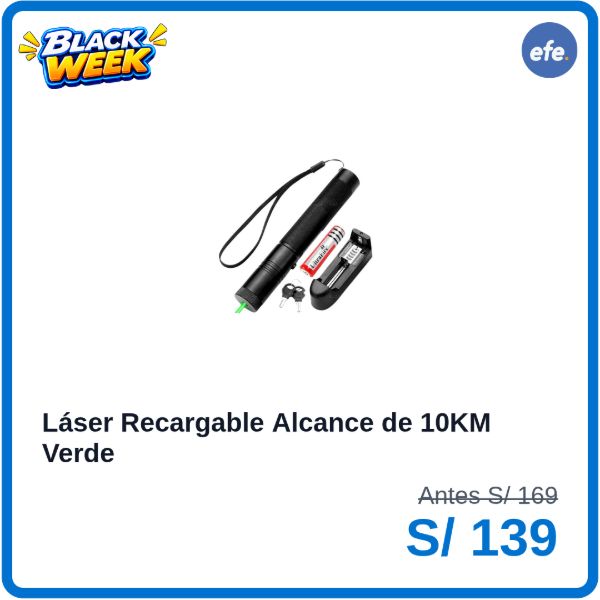 BLACK
WEEK
efe.
Láser Recargable Alcance de 10KM
Verde
Antes S/ 169
S/ 139